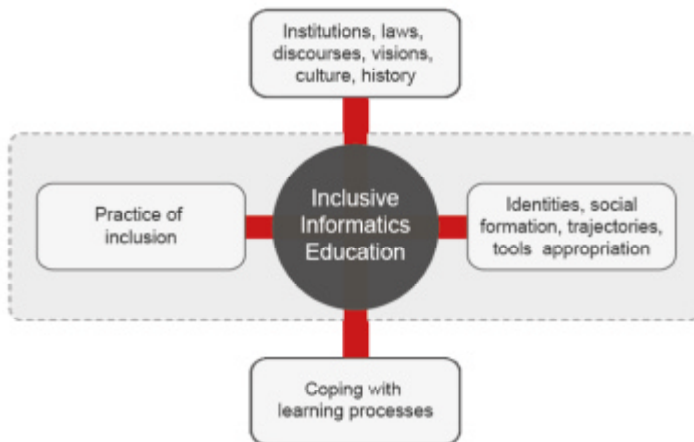 Institutions, laws,
discourses, visions,
culture, history
Practice of
inclusion
Inclusive
Informatics
Education
Identities, social
formation, trajectories,
tools appropriation
Coping with
learning processes